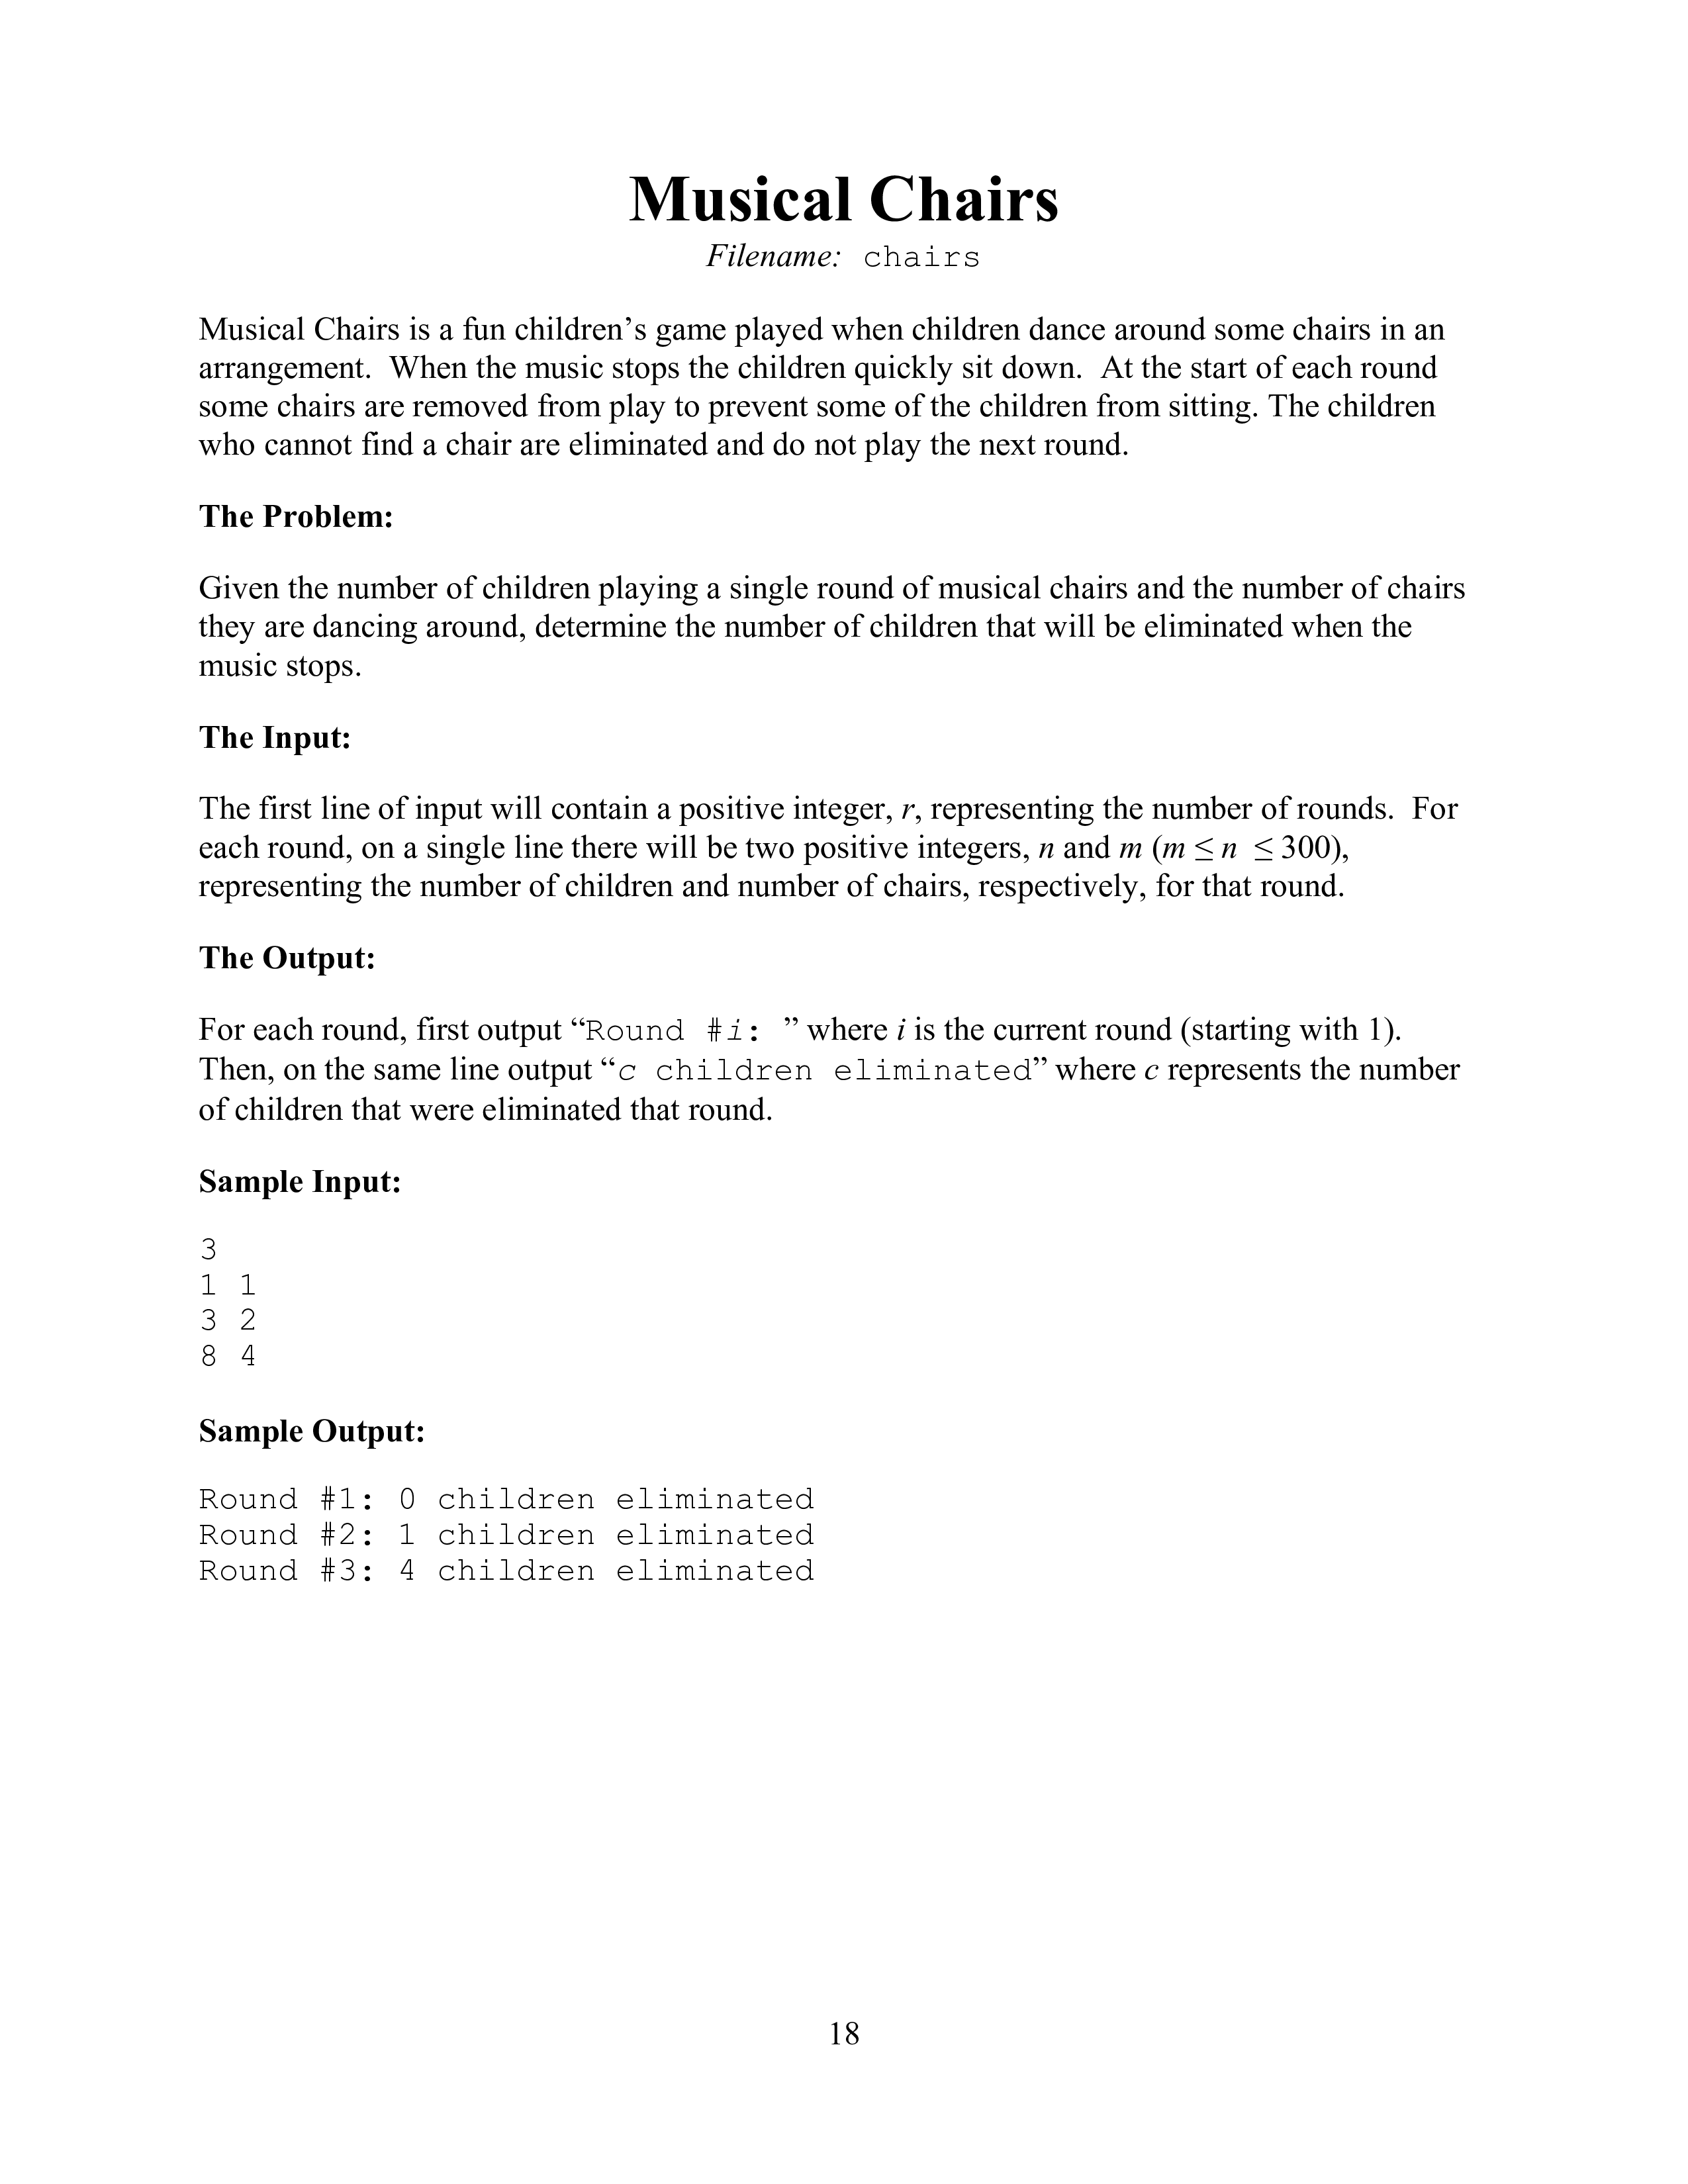 Musical Chairs
Filename: chairs
Musical Chairs is a fun children’s game played when children dance around some chairs in an
arrangement.  When the music stops the children quickly sit down.  At the start of each round
some chairs are removed from play to prevent some of the children from sitting. The children
who cannot find a chair are eliminated and do not play the next round.
The Problem:
Given the number of children playing a single round of musical chairs and the number of chairs
they are dancing around, determine the number of children that will be eliminated when the
music stops.
The Input:
The first line of input will contain a positive integer, r, representing the number of rounds.  For
each round, on a single line there will be two positive integers, n and m (m ≤ n  ≤ 300),
representing the number of children and number of chairs, respectively, for that round.
The Output:
For each round, first output “Round #i: ” where i is the current round (starting with 1).
Then, on the same line output “c children eliminated” where c represents the number
of children that were eliminated that round.
Sample Input:
3
1 1
3 2
8 4
Sample Output:
Round #1: 0 children eliminated
Round #2: 1 children eliminated
Round #3: 4 children eliminated
18